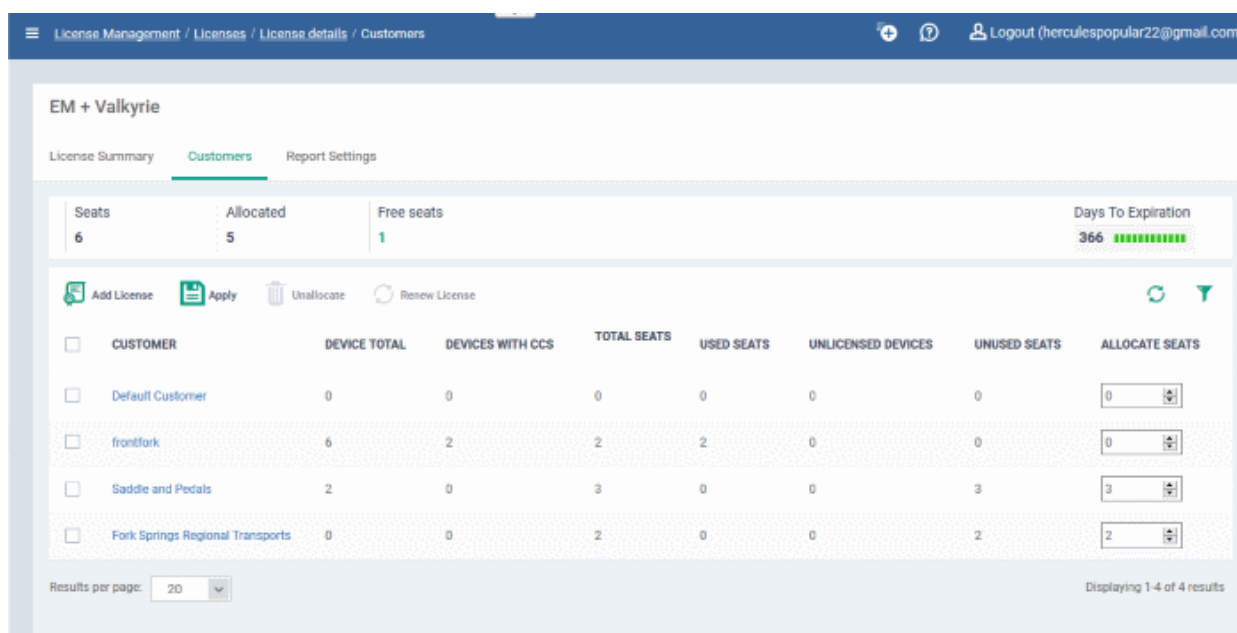 License Management / Licenses / License details / Customers
Logout (herculespopular22@gmail.com
EM + Valkyrie
License Summary Customers Report Settings
Seats Allocated Free seats Days To Expiration
6 5 1 366
Add License Apply Unallocate Renew License
CUSTOMER DEVICE TOTAL DEVICES WITH CCS TOTAL SEATS USED SEATS UNLICENSED DEVICES UNUSED SEATS ALLOCATE SEATS
Default Customer 0 0 0 0 0 0 0
frontfork 6 2 2 2 0 0 0
Saddle and Pedals 2 0 3 0 0 3 3
Fork Springs Regional Transports 0 0 2 0 0 2 2
Results per page: 20 Displaying 1-4 of 4 results